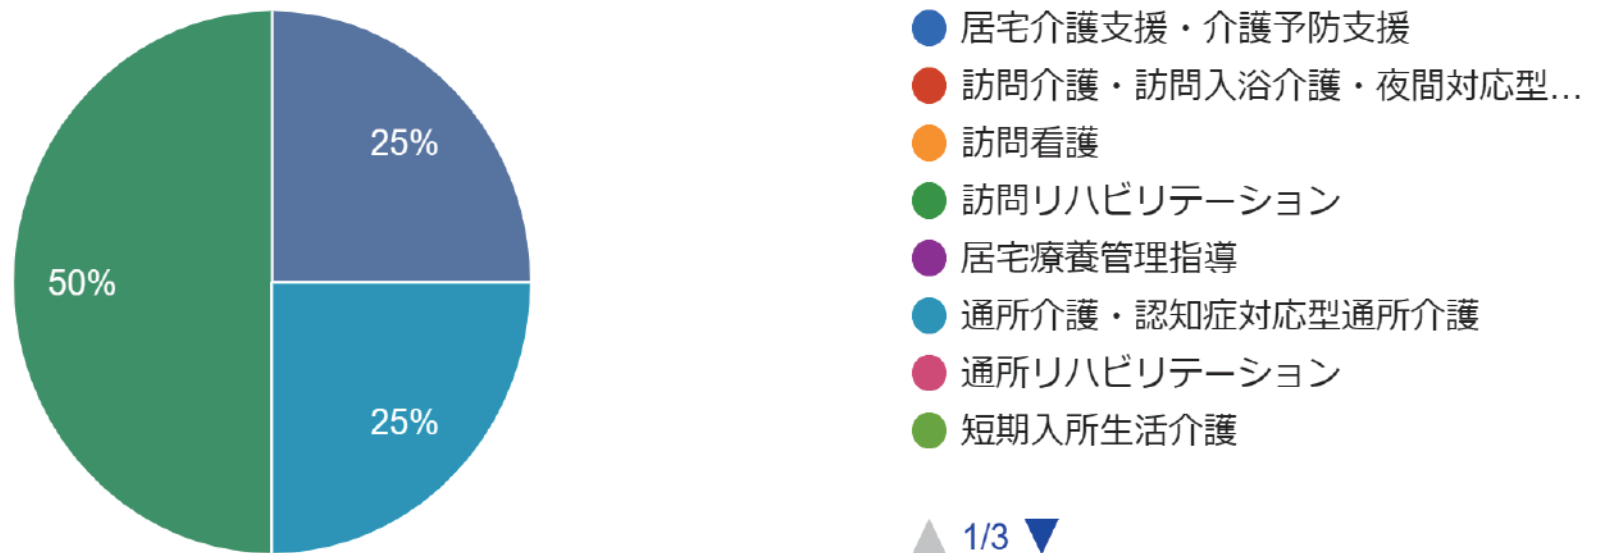 25%
50%
25%
居宅介護支援・介護予防支援
訪問介護・訪問入浴介護・夜間対応型…
訪問看護
訪問リハビリテーション
居宅療養管理指導
通所介護・認知症対応型通所介護
通所リハビリテーション
短期入所生活介護
1/3